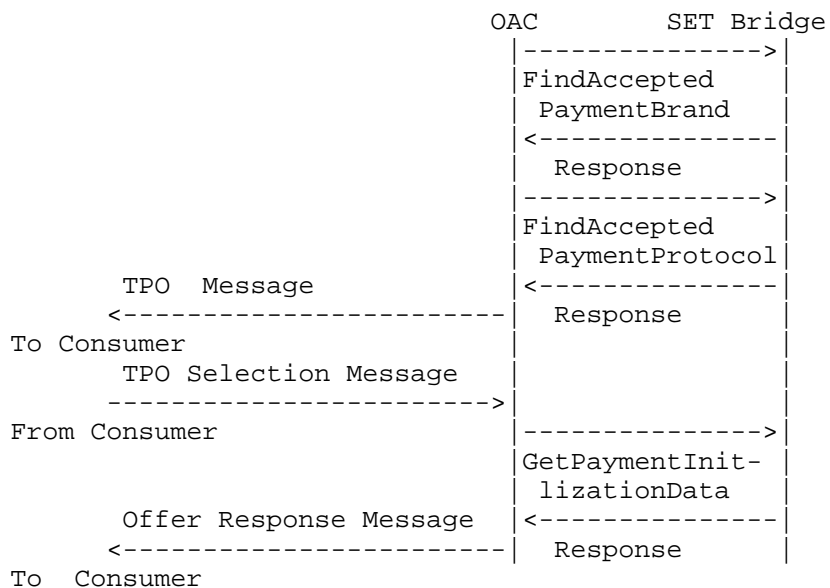 OAC         SET Bridge
                                          |--------------->|
                                          |FindAccepted    |
                                          | PaymentBrand   |
                                          |<---------------|
                                          |  Response      |
                                          |--------------->|
                                          |FindAccepted    |
                                          | PaymentProtocol|
         TPO  Message                     |<---------------|
        <-------------------------|  Response      |
To Consumer                               |                |
         TPO Selection Message            |                |
        ------------------------->|                |
From Consumer                             |--------------->|
                                          |GetPaymentInit- |
                                          | lizationData   |
         Offer Response Message           |<---------------|
        <-------------------------|  Response      |
To  Consumer